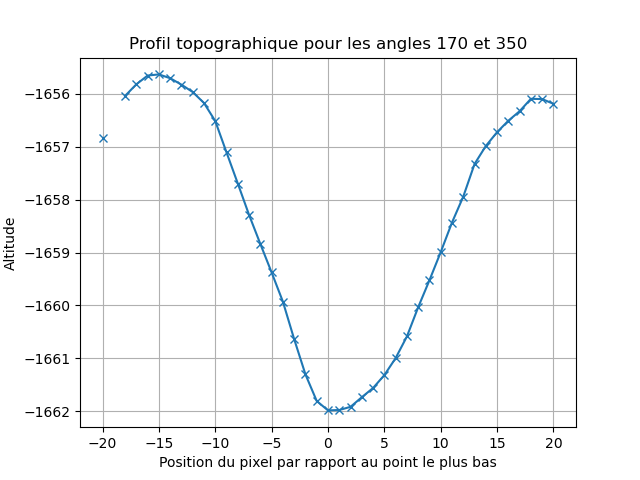 Profil topographique pour les angles 170 et 350
−1656
−1657
−1658
−1659
−1660
−1661
−1662
Altitude
−20 −15 −10 −5 0 5 10 15 20
Position du pixel par rapport au point le plus bas